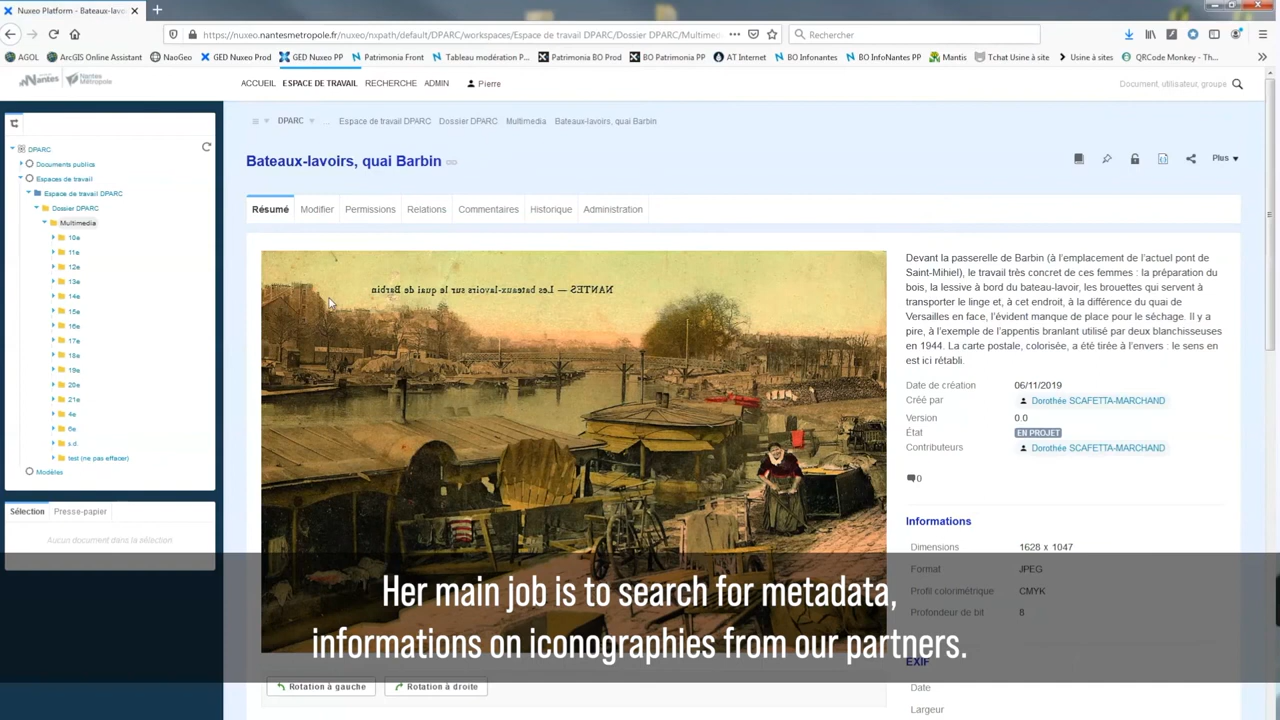 Nuxeo Platform - Bateaux-lavo
https://nuxeo.nantesmetropole.fr/nuxeo/nxpath/default/DPARC/workspaces/Espace de travail DPARC/Dossier DPARC/Multimed
Rechercher
AGOL
ArcGIS Online Assistant
NaoGeo
GED Nuxeo Prod
GED Nuxeo PP
Patrimonia Front
Tableau modération P...
Patrimonia BO Prod
BO Patrimonia PP
AT Internet
BO Infonantes
BO InfoNantes PP
Mantis
Tchat Usine à site
Usine à sites
QRCode Monkey - Th...
Nantes
Nantes Métropole
ACCUEIL
ESPACE DE TRAVAIL
RECHERCHE
ADMIN
Pierre
Document, utilisateur, groupe
DPARC
Documents publics
Espaces de travail
Espace de travail DPARC
Dossier DPARC
Multimedia
10e
11e
12e
13e
14e
15e
16e
17e
18e
19e
20e
21e
4e
6e
s.d.
test (ne pas effacer)
Modèles
Sélection
Presse-papier
Aucun document dans la sélection
DPARC
...
Espace de travail DPARC
Dossier DPARC
Multimedia
Bateaux-lavoirs, quai Barbin
Bateaux-lavoirs, quai Barbin
Plus
Résumé
Modifier
Permissions
Relations
Commentaires
Historique
Administration
NANTES — Les bateaux-lavoirs sur le quai de Barbin
Devant la passerelle de Barbin (à l'emplacement de l'actuel pont de
Saint-Mihiel), le travail très concret de ces femmes : la préparation du
bois, la lessive à bord du bateau-lavoir, les brouettes qui servent à
transporter le linge et, à cet endroit, à la différence du quai de
Versailles en face, l'évident manque de place pour le séchage. Il y a
pire, à l'exemple de l'appentis branlant utilisé par deux blanchisseuses
en 1944. La carte postale, colorisée, a été tirée à l'envers : le sens en
est ici rétabli.
Date de création 06/11/2019
Créé par Dorothée SCAFETTA-MARCHAND
Version 0.0
État EN PROJET
Contributeurs Dorothée SCAFETTA-MARCHAND
0
Informations
Dimensions 1628 x 1047
Format JPEG
Profil colorimétrique CMYK
Profondeur de bit 8
EXIF
Date
Largeur
Rotation à gauche
Rotation à droite
Her main job is to search for metadata,
informations on iconographies from our partners.